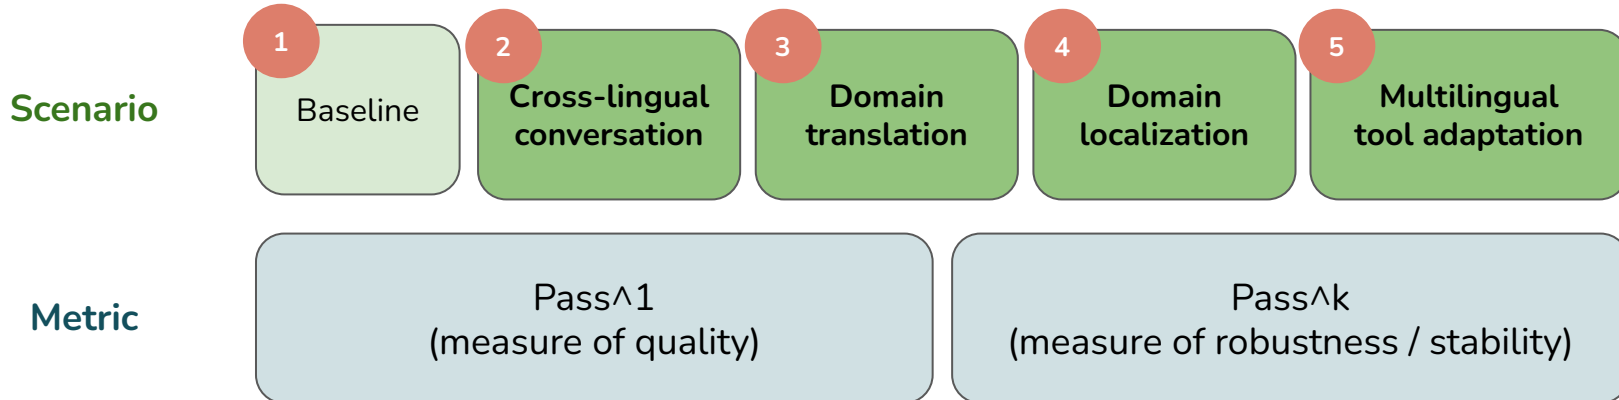 1
2
3
4
5
Scenario
Baseline
Cross-lingual
conversation
Domain
translation
Domain
localization
Multilingual
tool adaptation
Metric
Pass^1
(measure of quality)
Pass^k
(measure of robustness / stability)